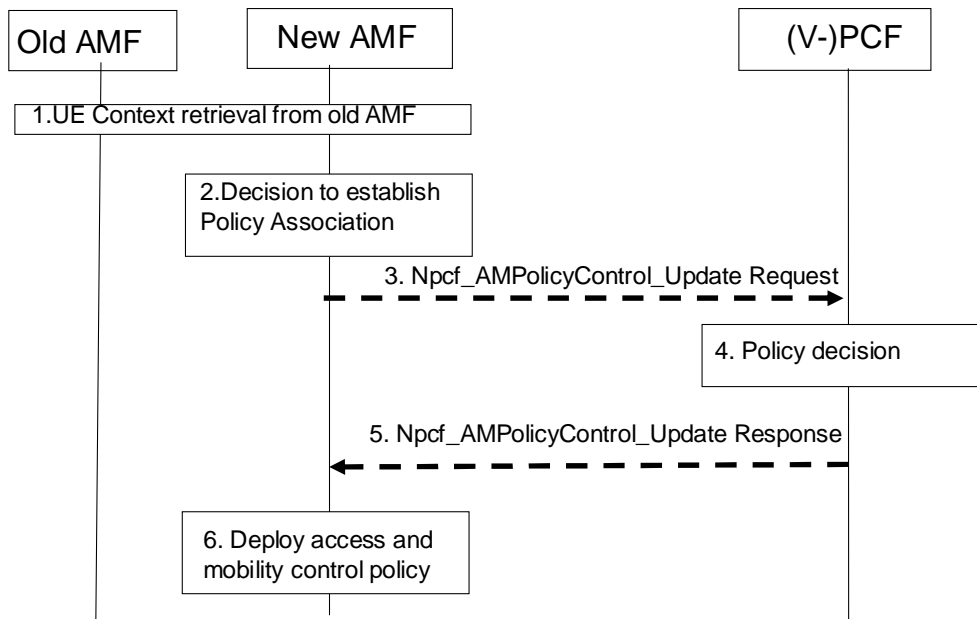 Old AMF
New AMF
(V-)PCF
1.UE Context retrieval from old AMF
2.Decision to establish
Policy Association
3. Npcf_AMPolicyControl_Update Request
4. Policy decision
5. Npcf_AMPolicyControl_Update Response
6. Deploy access and
mobility control policy